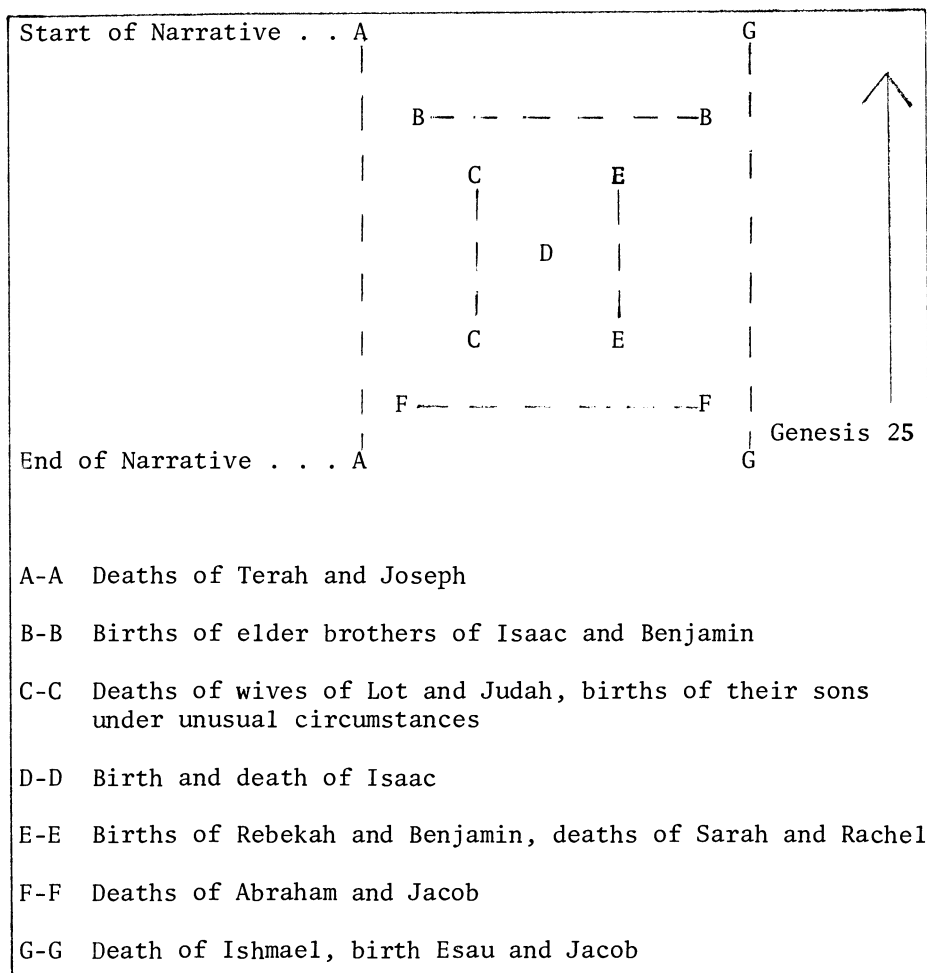 Start of Narrative . . A G
B B
C E
D
C E
F F
Genesis 25
End of Narrative . . . A G
A-A Deaths of Terah and Joseph
B-B Births of elder brothers of Isaac and Benjamin
C-C Deaths of wives of Lot and Judah, births of their sons
under unusual circumstances
D-D Birth and death of Isaac
E-E Births of Rebekah and Benjamin, deaths of Sarah and Rachel
F-F Deaths of Abraham and Jacob
G-G Death of Ishmael, birth Esau and Jacob